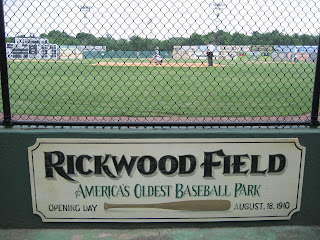 RICKWOOD FIELD
AMERICA'S OLDEST BASEBALL PARK
OPENING DAY AUGUST 18, 1910